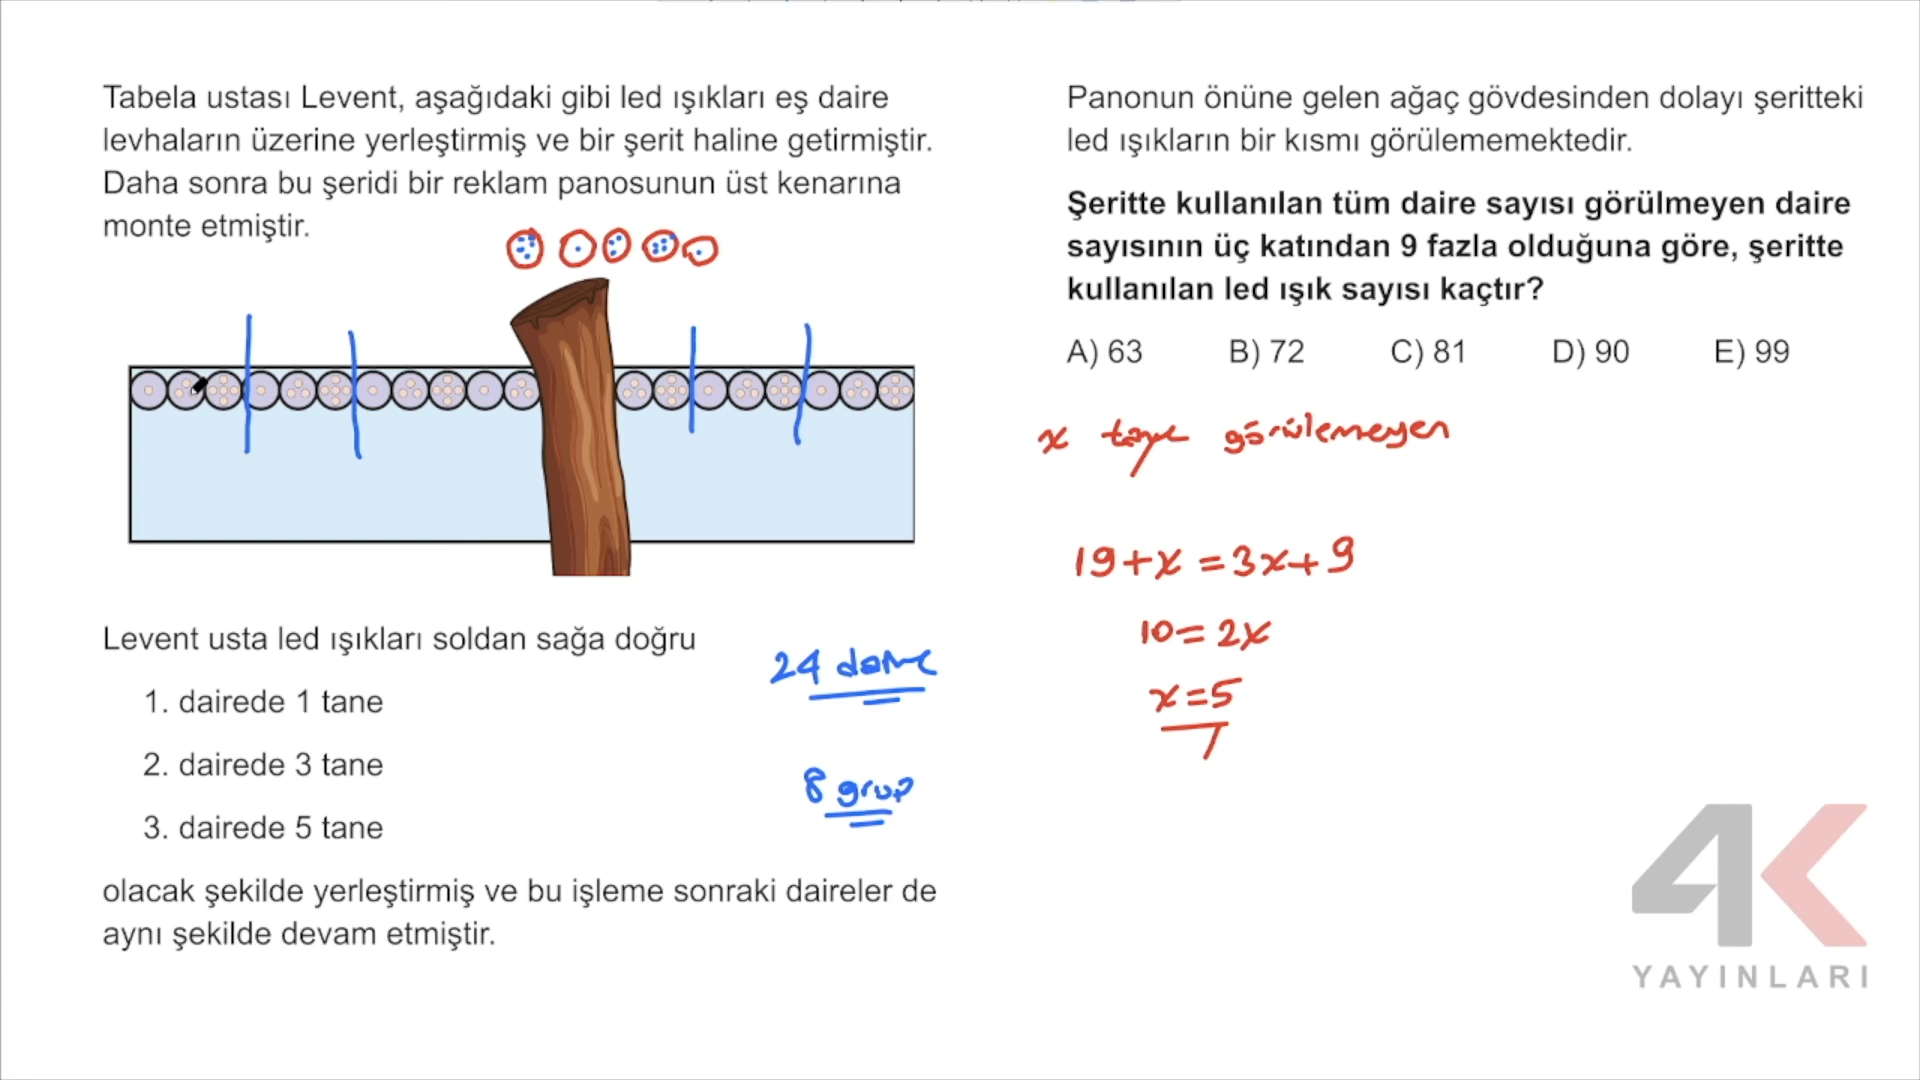 Tabela ustası Levent, aşağıdaki gibi led ışıkları eş daire
levhaların üzerine yerleştirmiş ve bir şerit haline getirmiştir.
Daha sonra bu şeridi bir reklam panosunun üst kenarına
monte etmiştir.
Levent usta led ışıkları soldan sağa doğru
1. dairede 1 tane
2. dairede 3 tane
3. dairede 5 tane
olacak şekilde yerleştirmiş ve bu işleme sonraki daireler de
aynı şekilde devam etmiştir.
24 daire
8 grup
Panonun önüne gelen ağaç gövdesinden dolayı şeritteki
led ışıkların bir kısmı görülememektedir.
Şeritte kullanılan tüm daire sayısı görülmeyen daire
sayısının üç katından 9 fazla olduğuna göre, şeritte
kullanılan led ışık sayısı kaçtır?
A) 63 B) 72 C) 81 D) 90 E) 99
x tane görülemeyen
19+x=3x+9
10=2x
x=5
4K
YAYINLARI